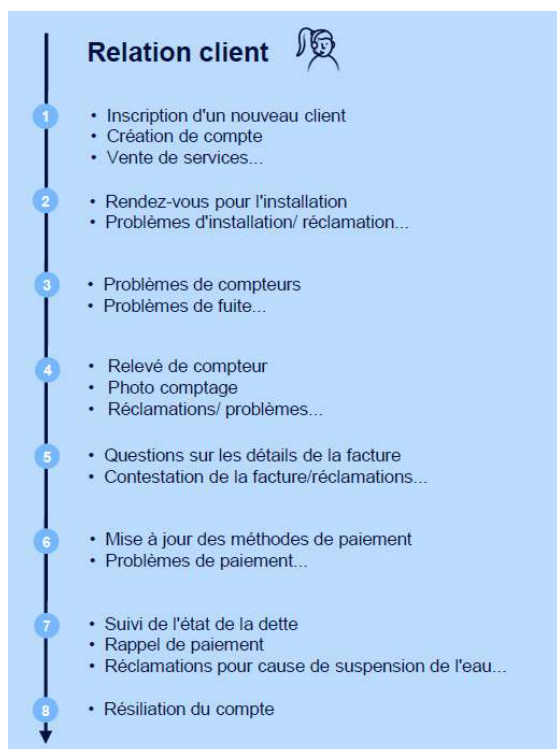 Relation client
1
• Inscription d'un nouveau client
• Création de compte
• Vente de services...
2
• Rendez-vous pour l'installation
• Problèmes d'installation/ réclamation...
3
• Problèmes de compteurs
• Problèmes de fuite...
4
• Relevé de compteur
• Photo comptage
• Réclamations/ problèmes...
5
• Questions sur les détails de la facture
• Contestation de la facture/réclamations...
6
• Mise à jour des méthodes de paiement
• Problèmes de paiement...
7
• Suivi de l'état de la dette
• Rappel de paiement
• Réclamations pour cause de suspension de l'eau...
8
• Résiliation du compte